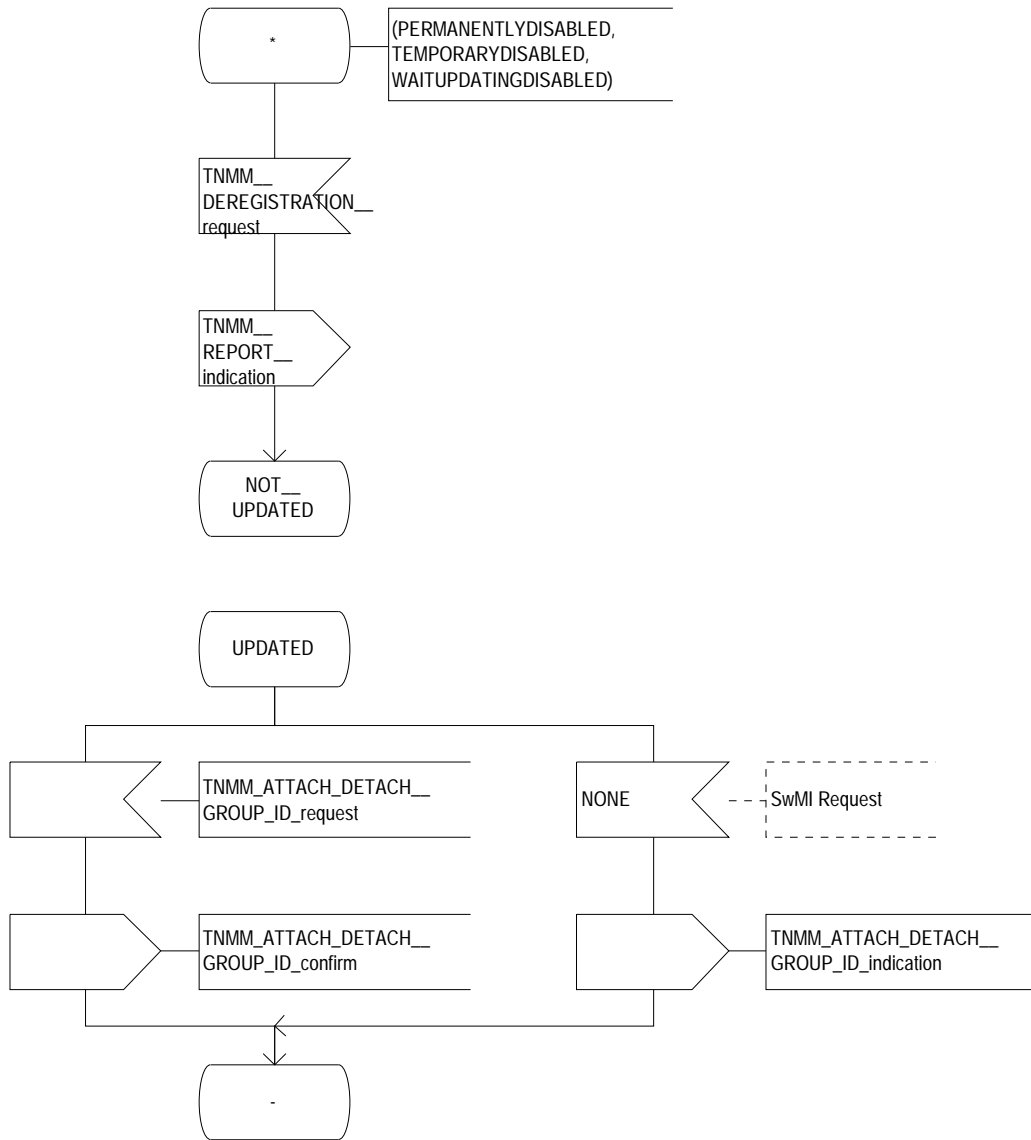 *
(PERMANENTLYDISABLED,
TEMPORARYDISABLED,
WAITUPDATINGDISABLED)
TNMM__
DEREGISTRATION__
request
TNMM__
REPORT__
indication
NOT__
UPDATED
UPDATED
TNMM_ATTACH_DETACH__
GROUP_ID_request
NONE
SwMI Request
TNMM_ATTACH_DETACH__
GROUP_ID_confirm
TNMM_ATTACH_DETACH__
GROUP_ID_indication
-